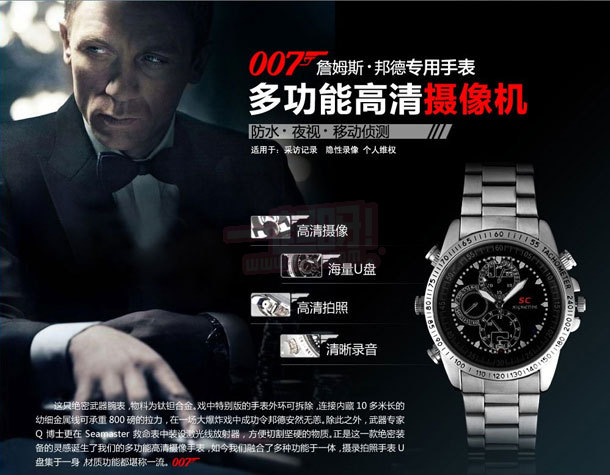 007 詹姆斯·邦德专用手表
多功能高清摄像机
防水·夜视·移动侦测
适用于：采访记录 隐性录像 个人维权
高清摄像
海量U盘
高清拍照
清晰录音
SC
这只绝密武器腕表，物料为钛钽合金。戏中特别版的手表外环可拆除，连接内藏10多米长的
幼细金属线可承重800磅的拉力，在一场大爆炸戏中成功令邦德安然无恙。除此之外，武器专家
Q博士更在 Seamaster 救命表中装设激光线放射器，方便切割坚硬的物质。正是这一款绝密装
备的灵感诞生了我们的多功能高清摄像手表，如今我们融合了多种功能于一体，摄录拍照手表U
盘集于一身，材质功能都堪称一流。007